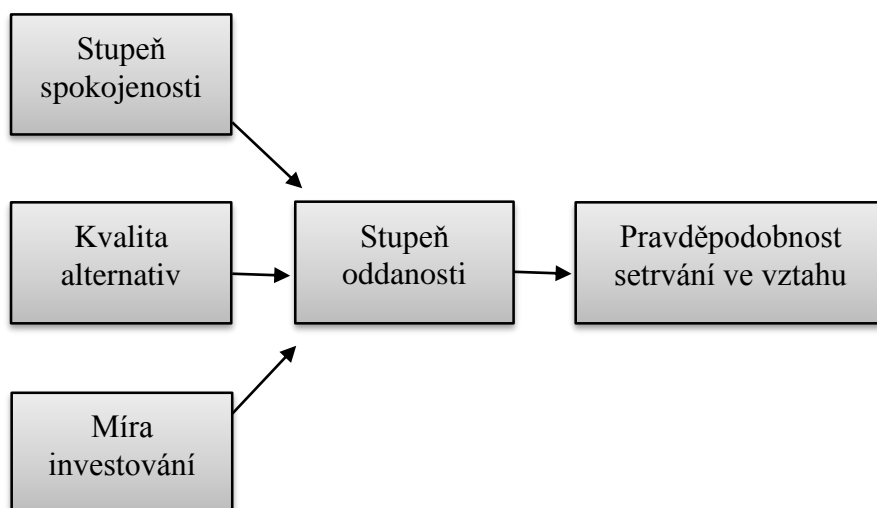 Stupeň
spokojenosti
Kvalita
alternativ
Stupeň
oddanosti
Pravděpodobnost
setrvání ve vztahu
Míra
investování